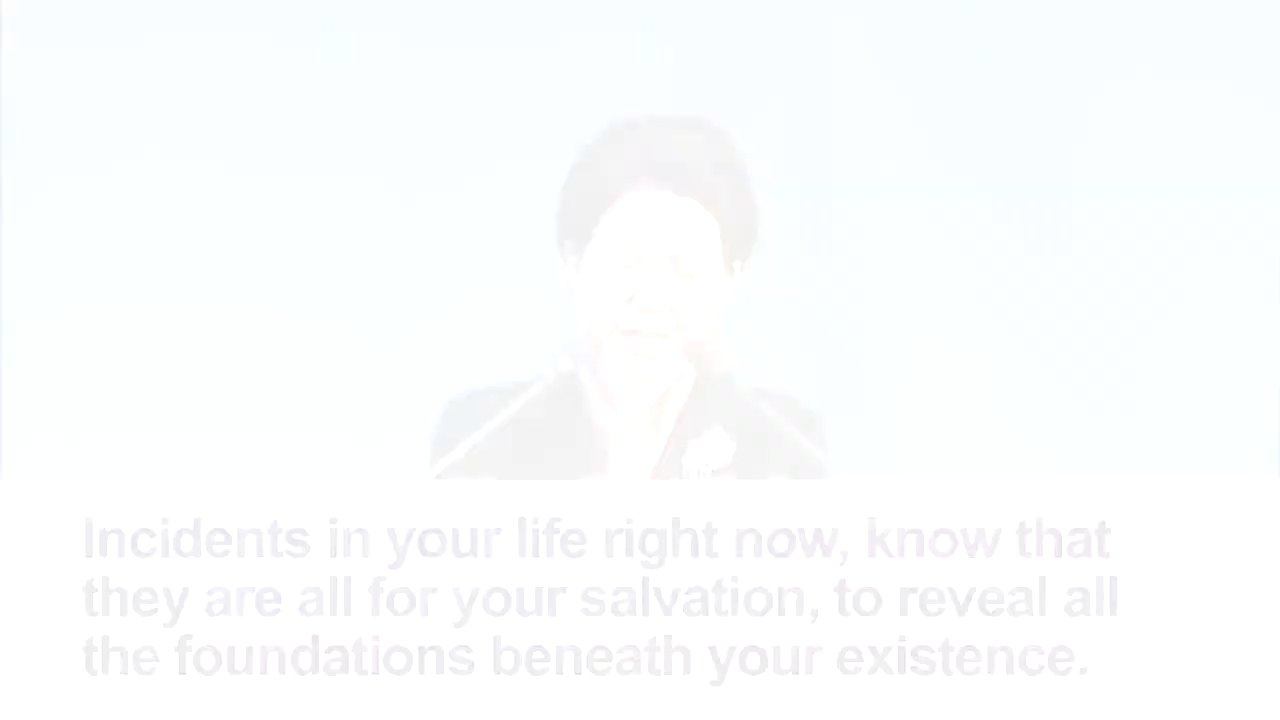 Incidents in your life right now, know that
they are all for your salvation, to reveal all
the foundations beneath your existence.